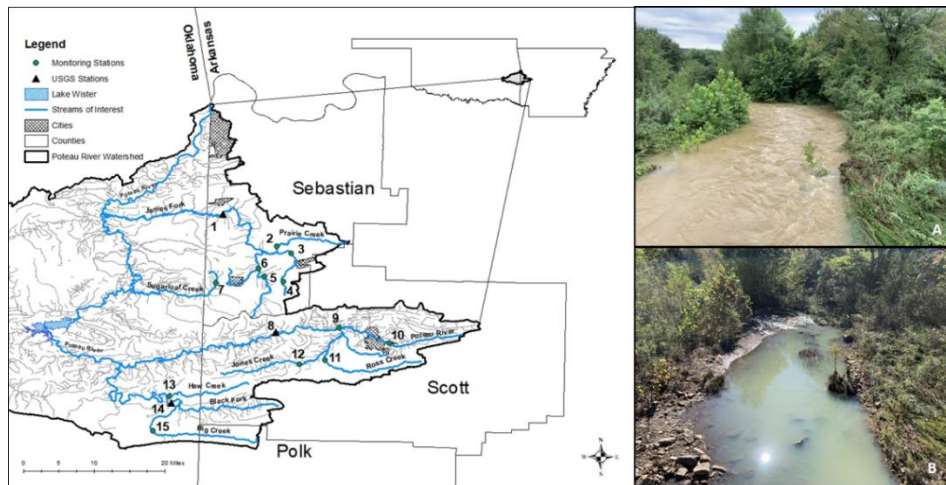 Oklahoma
Arkansas
Legend
Monitoring Stations
USGS Stations
Lake Wister
Streams of Interest
Cities
Counties
Poteau River Watershed
Poteau River
James Fork
1
Sebastian
Prairie Creek
2
3
6
5
4
Sugarloaf Creek
7
8
9
10
Poteau River
Poteau River
Jones Creek
12
11
Ross Creek
Scott
13
Haw Creek
14
Black Fork
15
Big Creek
Polk
0 5 10 20 Miles
N
W E
S
A
B